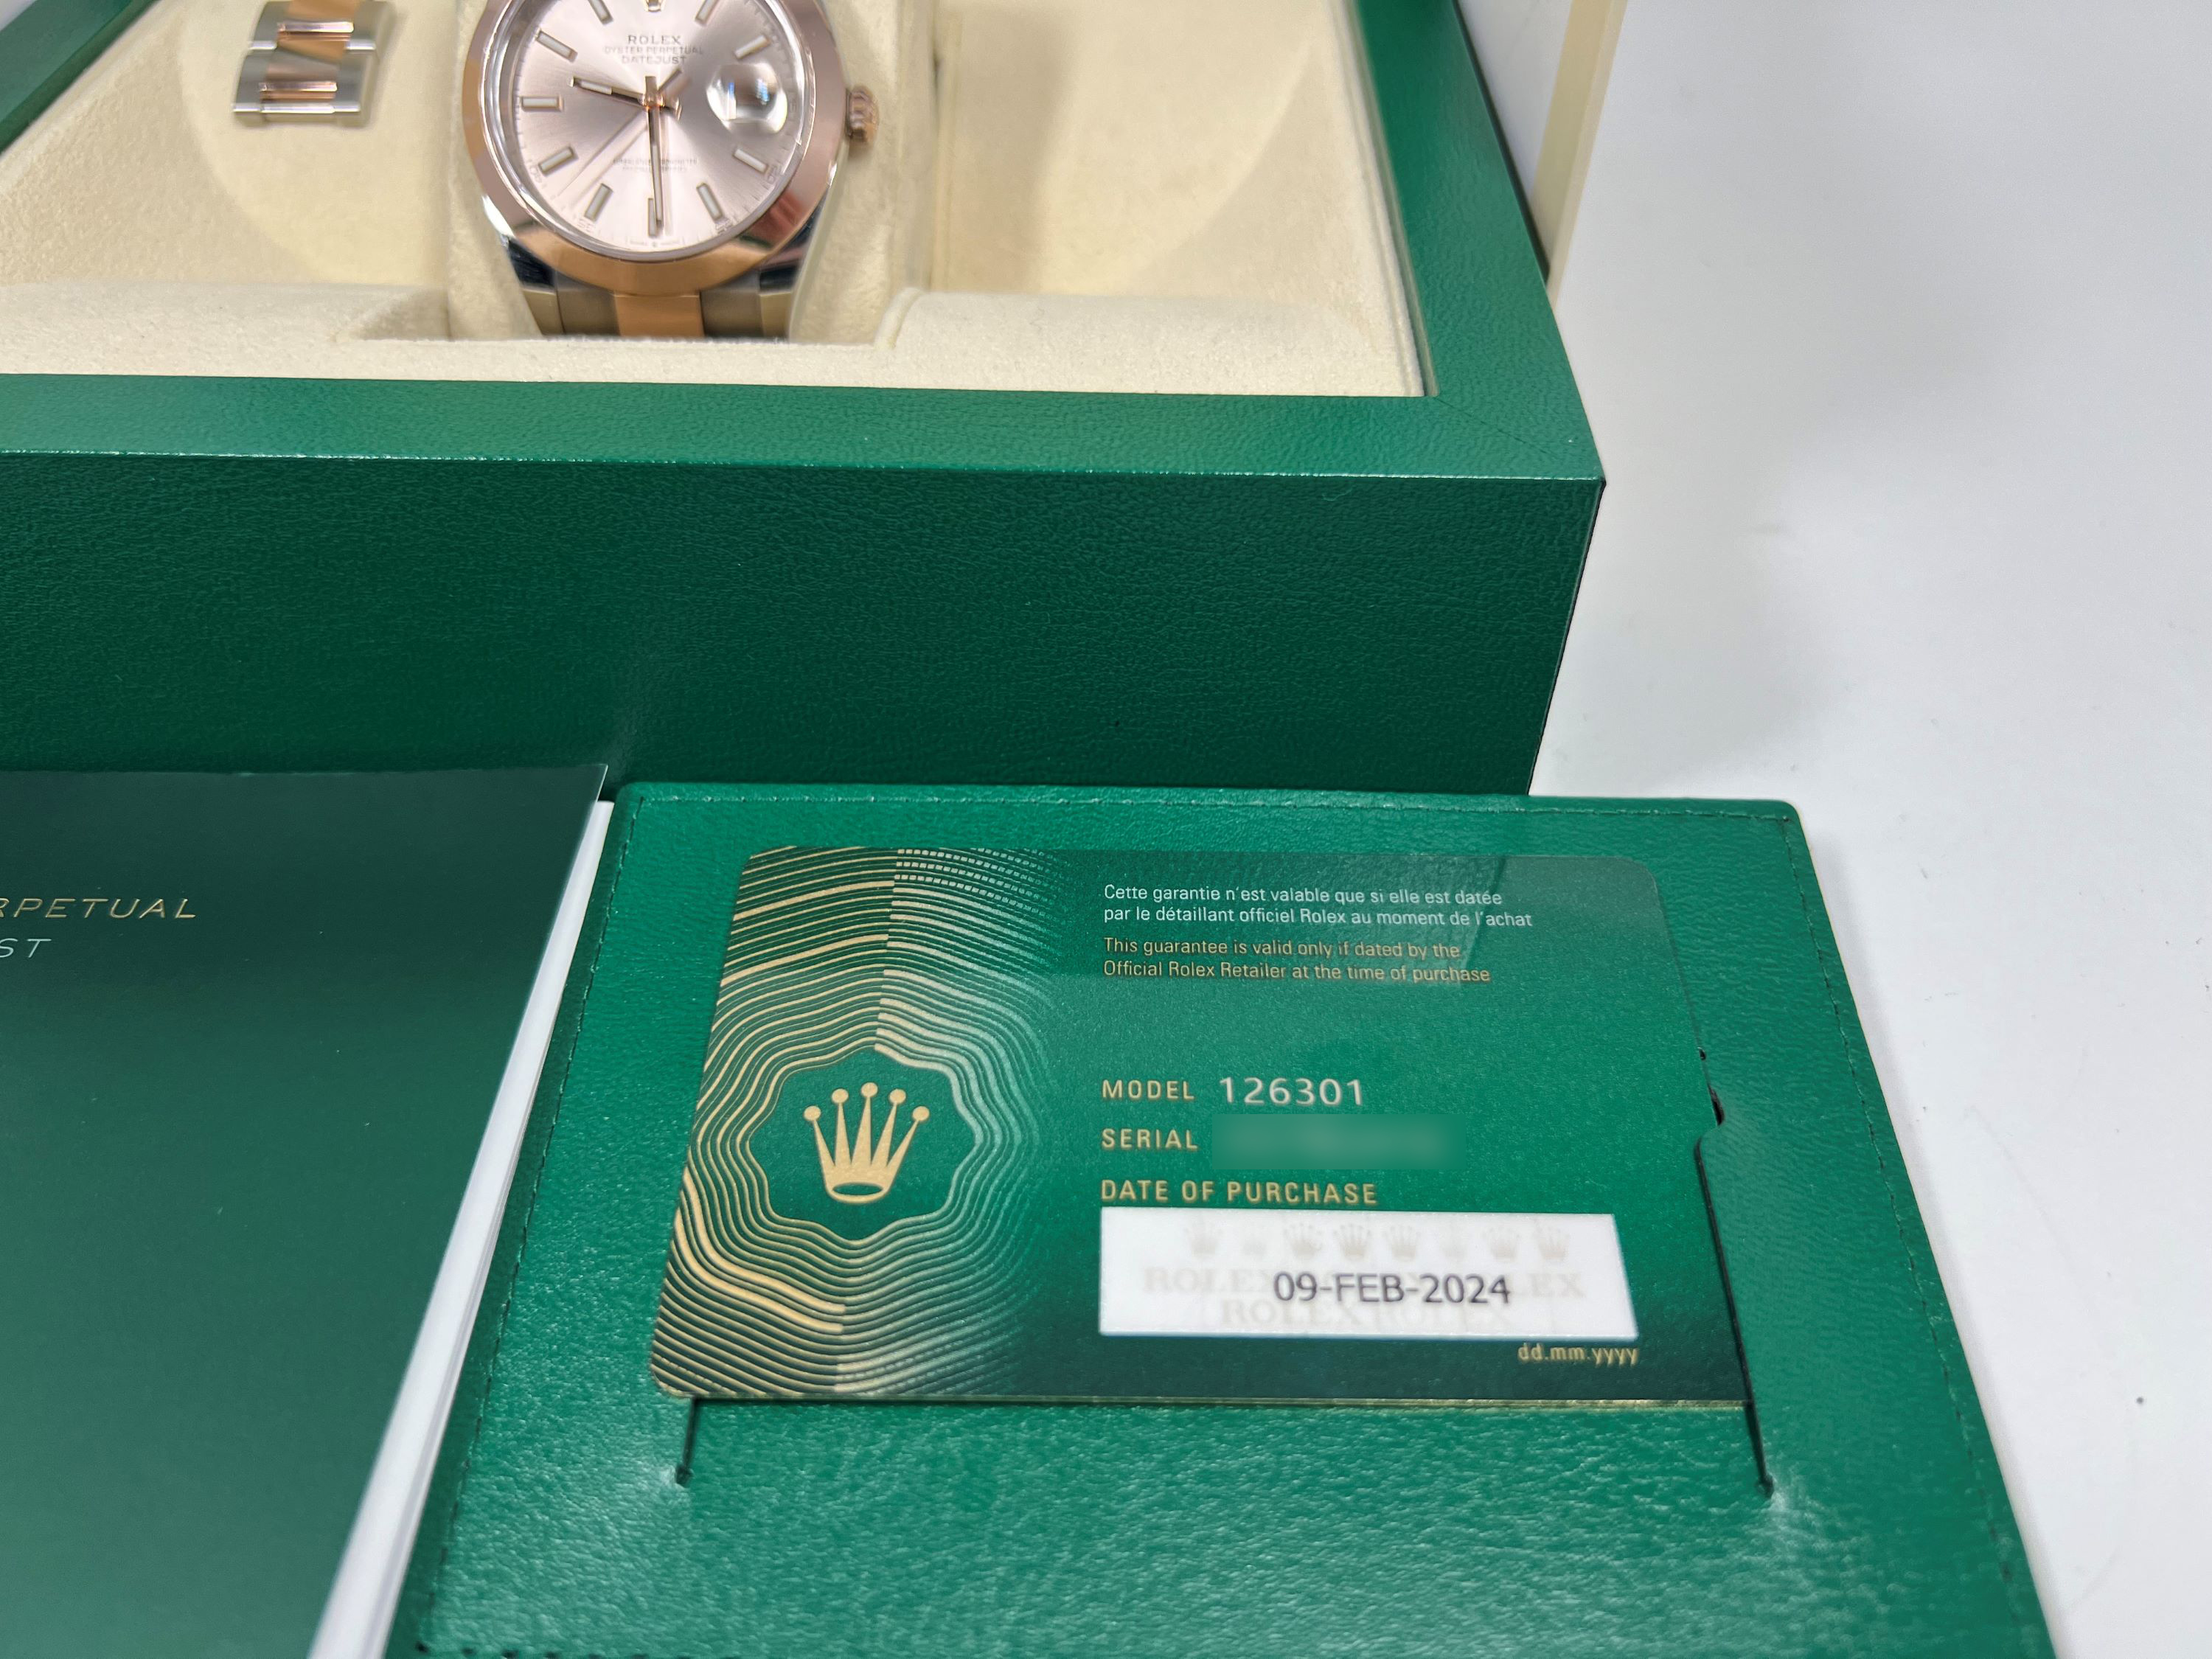 ROLEX
OYSTER PERPETUAL
DATEJUST
RPETUAL
ST
Cette garantie n'est valable que si elle est datée
par le détaillant officiel Rolex au moment de l'achat
This guarantee is valid only if dated by the
Official Rolex Retailer at the time of purchase
MODEL 126301
SERIAL
DATE OF PURCHASE
09-FEB-2024
dd.mm.yyyy